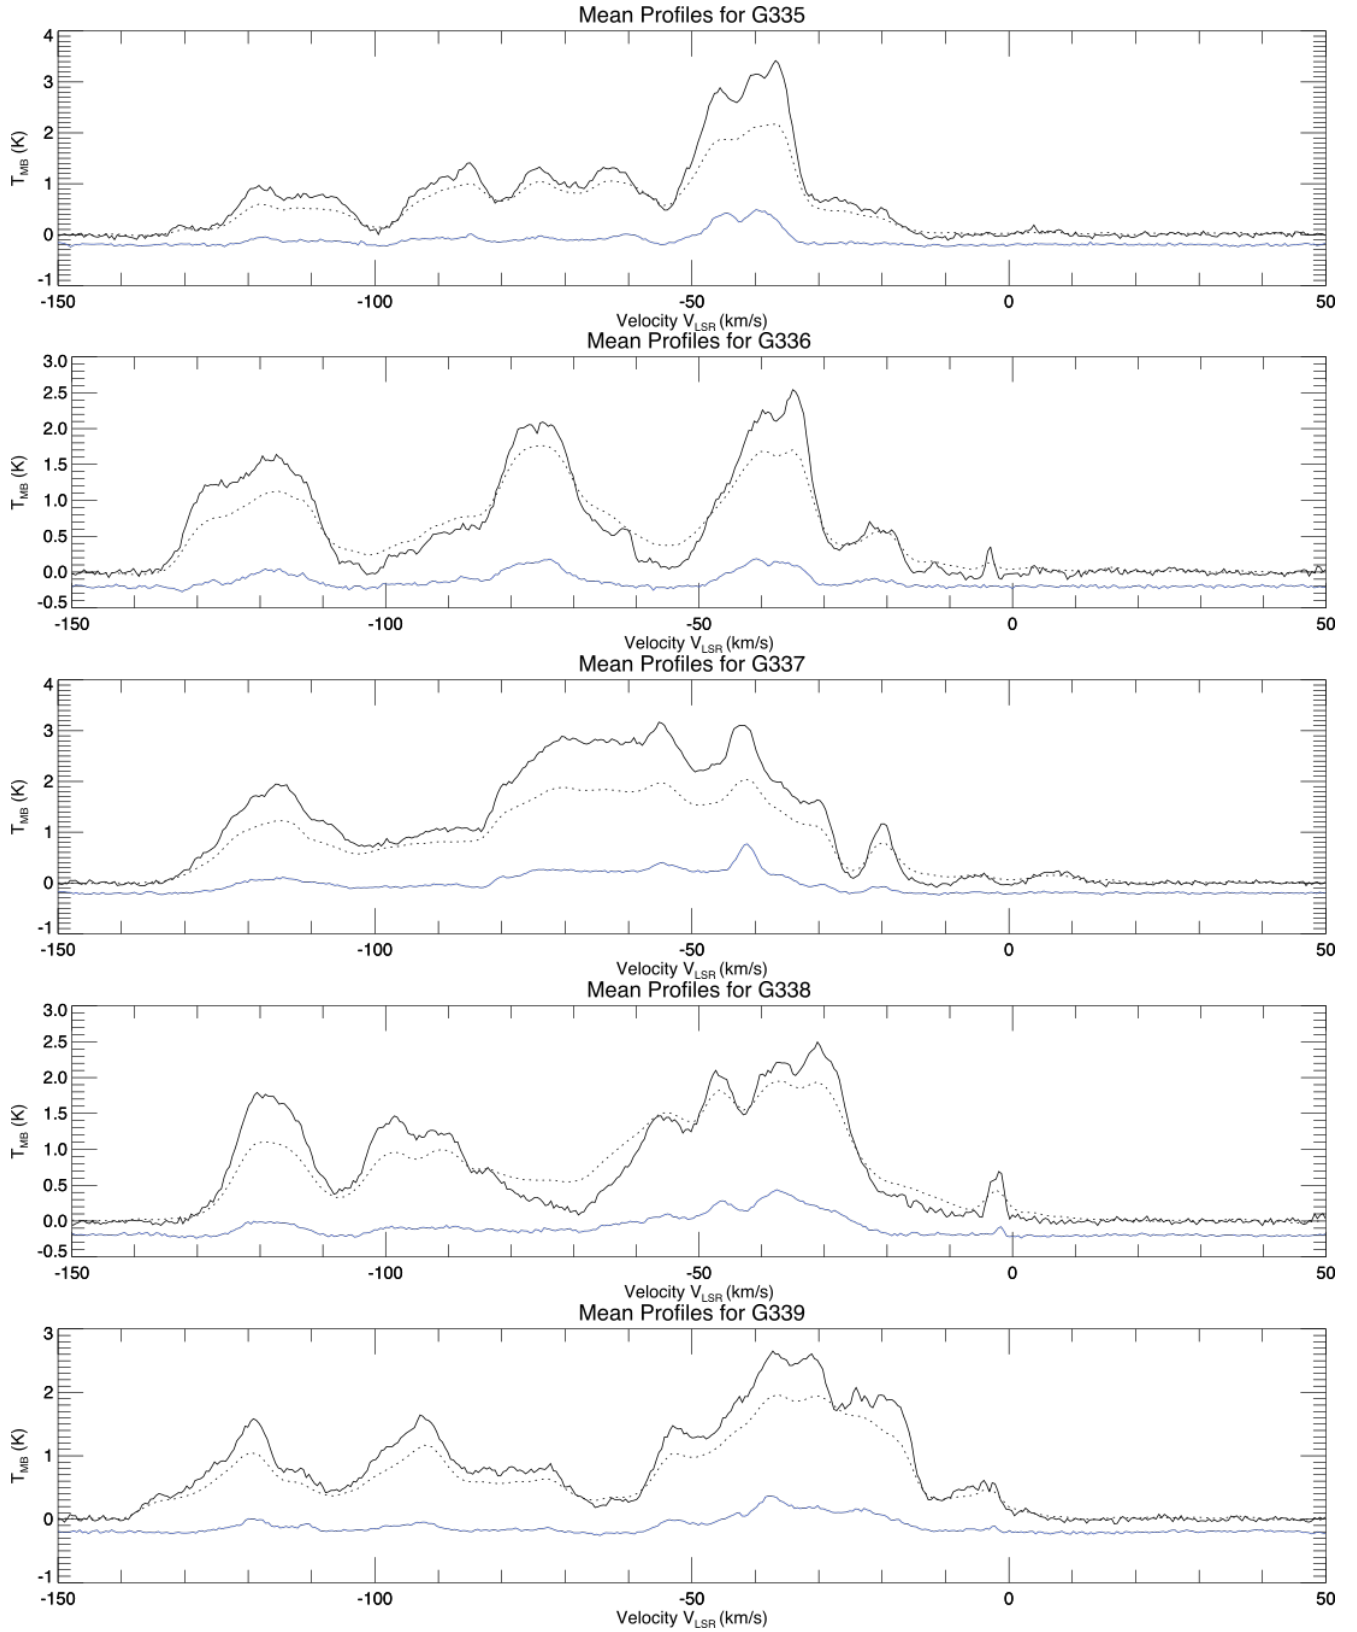 Mean Profiles for G335
4
3
2
1
0
-1
T_MB (K)
-150 -100 -50 0 50
Velocity V_LSR (km/s)
Mean Profiles for G336
3.0
2.5
2.0
1.5
1.0
0.5
0.0
-0.5
T_MB (K)
-150 -100 -50 0 50
Velocity V_LSR (km/s)
Mean Profiles for G337
4
3
2
1
0
-1
T_MB (K)
-150 -100 -50 0 50
Velocity V_LSR (km/s)
Mean Profiles for G338
3.0
2.5
2.0
1.5
1.0
0.5
0.0
-0.5
T_MB (K)
-150 -100 -50 0 50
Velocity V_LSR (km/s)
Mean Profiles for G339
3
2
1
0
-1
T_MB (K)
-150 -100 -50 0 50
Velocity V_LSR (km/s)